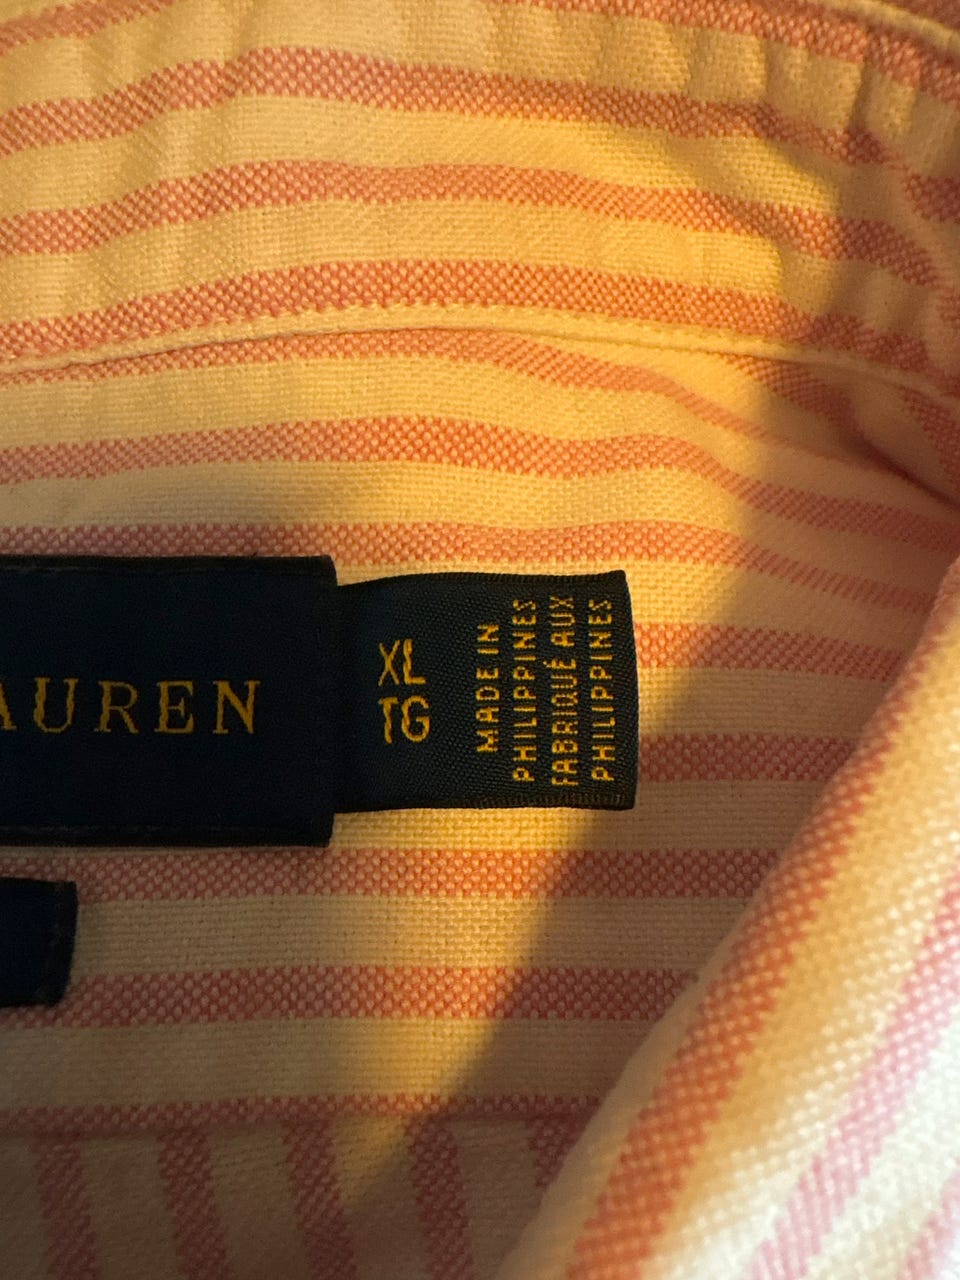 AUREN
XL
TG
MADE IN
PHILIPPINES
FABRIQUÉ AUX
PHILIPPINES